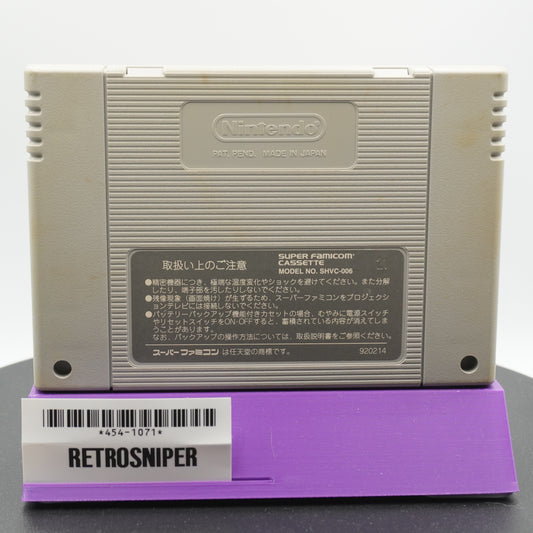 Nintendo
PAT. PEND. MADE IN JAPAN
取扱い上のご注意
SUPER FAMICOM
CASSETTE
MODEL NO. SHVC-006
●精密機器につき、極端な温度変化やショックを避けてください。また分解
したり、端子部を汚したりしないでください。
●残像現象(画面焼け)が生ずるため、スーパーファミコンをプロジェクシ
ョンテレビには接続しないでください。
●バッテリーバックアップ機能付きカセットの場合、むやみに電源スイッチ
やリセットスイッチをON-OFFすると、蓄積されている内容が消えてしま
うことがあります。
なお、バックアップの操作方法については、取扱説明書をご参照ください。
スーパーファミコン は任天堂の商標です。
920214
*454-1071*
RETROSNIPER